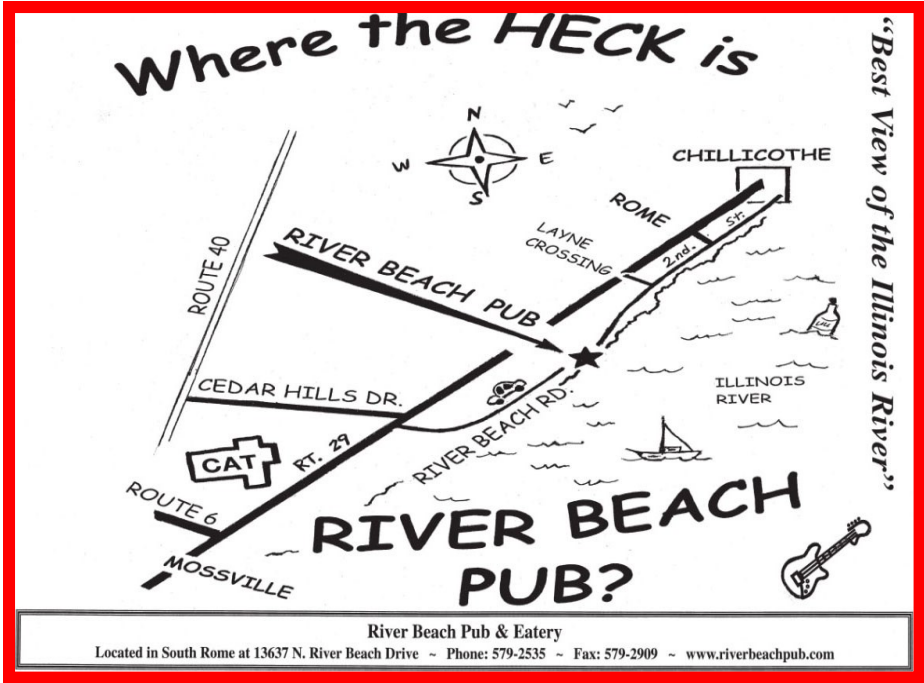 Where the HECK is
"Best View of the Illinois River"
N
W
E
S
CHILLICOTHE
ROME
LAYNE
CROSSING
2nd. St.
ROUTE 40
RIVER BEACH PUB
CEDAR HILLS DR.
ILLINOIS
RIVER
RIVER BEACH RD.
CAT
RT. 29
ROUTE 6
MOSSVILLE
RIVER BEACH
PUB?
River Beach Pub & Eatery
Located in South Rome at 13637 N. River Beach Drive ~ Phone: 579-2535 ~ Fax: 579-2909 ~ www.riverbeachpub.com